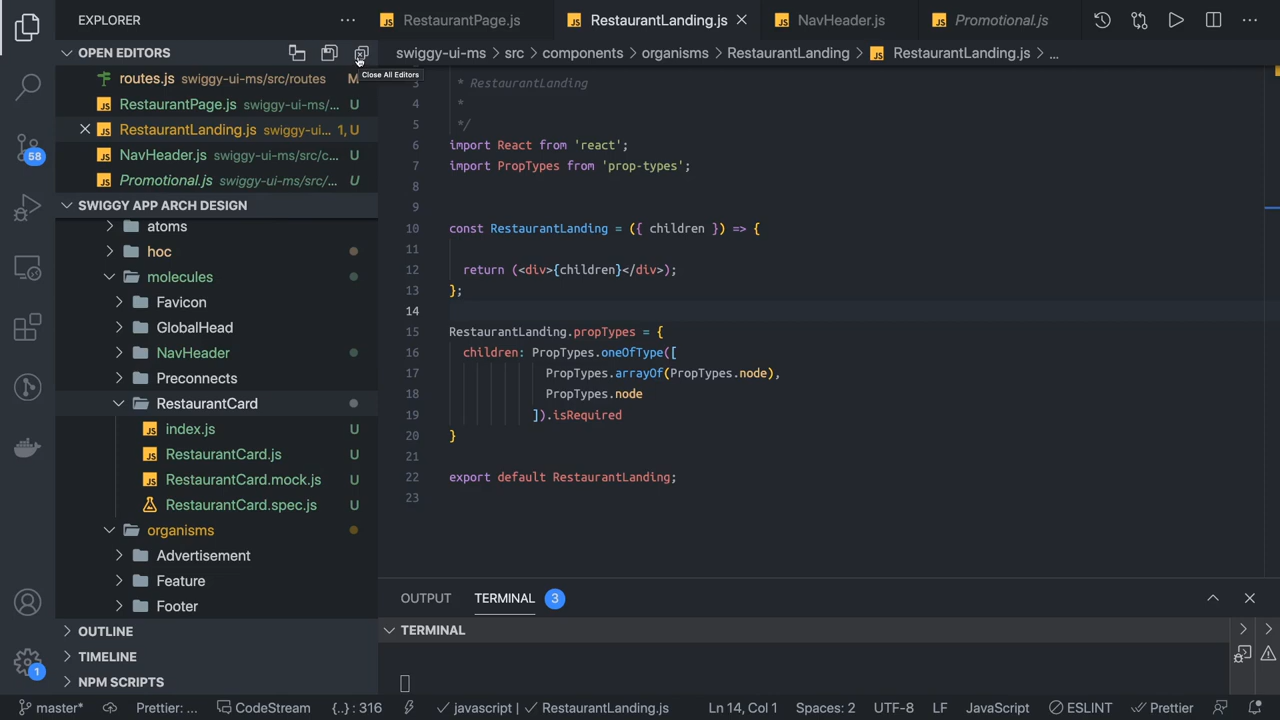 EXPLORER
RestaurantPage.js
RestaurantLanding.js
NavHeader.js
Promotional.js
OPEN EDITORS
Close All Editors
swiggy-ui-ms > src > components > organisms > RestaurantLanding > JS RestaurantLanding.js > ...
routes.js swiggy-ui-ms/src/routes M
JS RestaurantPage.js swiggy-ui-ms/... U
JS RestaurantLanding.js swiggy-ui... 1, U
JS NavHeader.js swiggy-ui-ms/src/c... U
JS Promotional.js swiggy-ui-ms/src/... U
SWIGGY APP ARCH DESIGN
atoms
hoc
molecules
Favicon
GlobalHead
NavHeader
Preconnects
RestaurantCard
JS index.js U
JS RestaurantCard.js U
JS RestaurantCard.mock.js U
RestaurantCard.spec.js U
organisms
Advertisement
Feature
Footer
OUTLINE
TIMELINE
NPM SCRIPTS
58
1
3 * RestaurantLanding
4 *
5 */
6 import React from 'react';
7 import PropTypes from 'prop-types';
8
9
10 const RestaurantLanding = ({ children }) => {
11
12 return (<div>{children}</div>);
13 };
14
15 RestaurantLanding.propTypes = {
16 children: PropTypes.oneOfType([
17 PropTypes.arrayOf(PropTypes.node),
18 PropTypes.node
19 ]).isRequired
20 }
21
22 export default RestaurantLanding;
23
OUTPUT TERMINAL 3
TERMINAL
master* Prettier: ... CodeStream {..} : 316 javascript | RestaurantLanding.js Ln 14, Col 1 Spaces: 2 UTF-8 LF JavaScript ESLINT Prettier